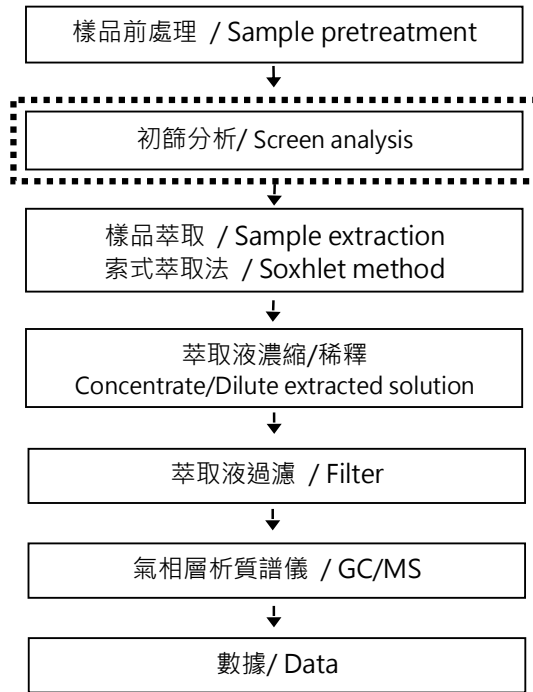 樣品前處理 / Sample pretreatment
初篩分析/ Screen analysis
樣品萃取 / Sample extraction
索式萃取法 / Soxhlet method
萃取液濃縮/稀釋
Concentrate/Dilute extracted solution
萃取液過濾 / Filter
氣相層析質譜儀 / GC/MS
數據/ Data